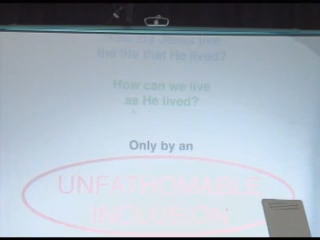 the life that He lived?
How can we live
as He lived?
Only by an
UNFATHOMABLE
INCLUSION